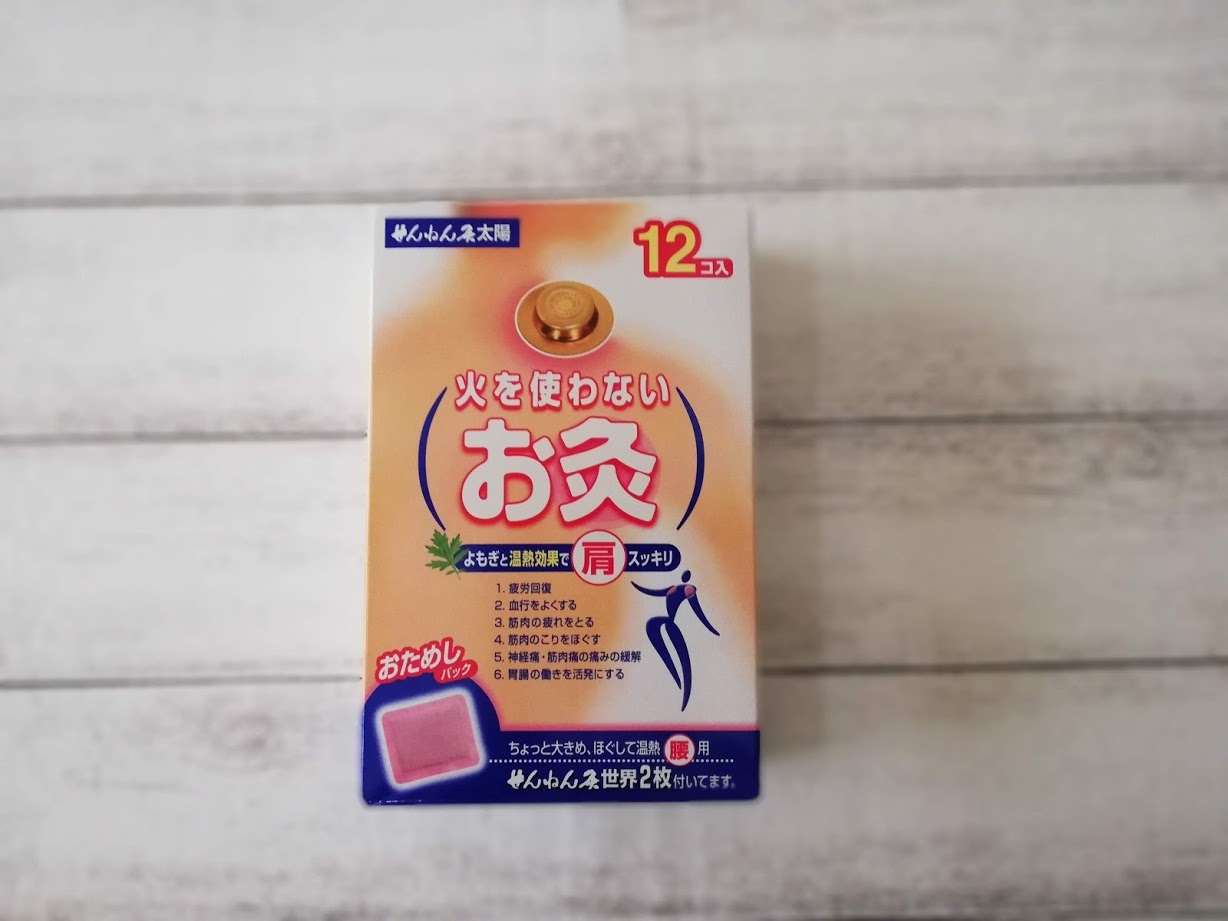 せんねん灸太陽
12コ入
火を使わない
お灸
よもぎと温熱効果で肩スッキリ
1. 疲労回復
2. 血行をよくする
3. 筋肉の疲れをとる
4. 筋肉のこりをほぐす
5. 神経痛・筋肉痛の痛みの緩解
6. 胃腸の働きを活発にする
おためし
パック
ちょっと大きめ、ほぐして温熱腰用
せんねん灸世界2枚付いてます。